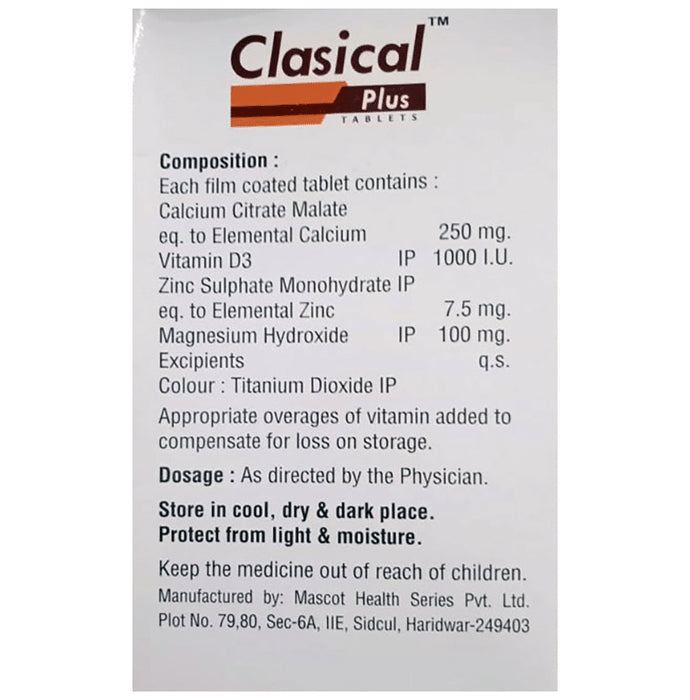 Clasical™
Plus
TABLETS
Composition :
Each film coated tablet contains :
Calcium Citrate Malate
eq. to Elemental Calcium 250 mg.
Vitamin D3 IP 1000 I.U.
Zinc Sulphate Monohydrate IP
eq. to Elemental Zinc 7.5 mg.
Magnesium Hydroxide IP 100 mg.
Excipients q.s.
Colour : Titanium Dioxide IP
Appropriate overages of vitamin added to
compensate for loss on storage.
Dosage : As directed by the Physician.
Store in cool, dry & dark place.
Protect from light & moisture.
Keep the medicine out of reach of children.
Manufactured by: Mascot Health Series Pvt. Ltd.
Plot No. 79,80, Sec-6A, IIE, Sidcul, Haridwar-249403